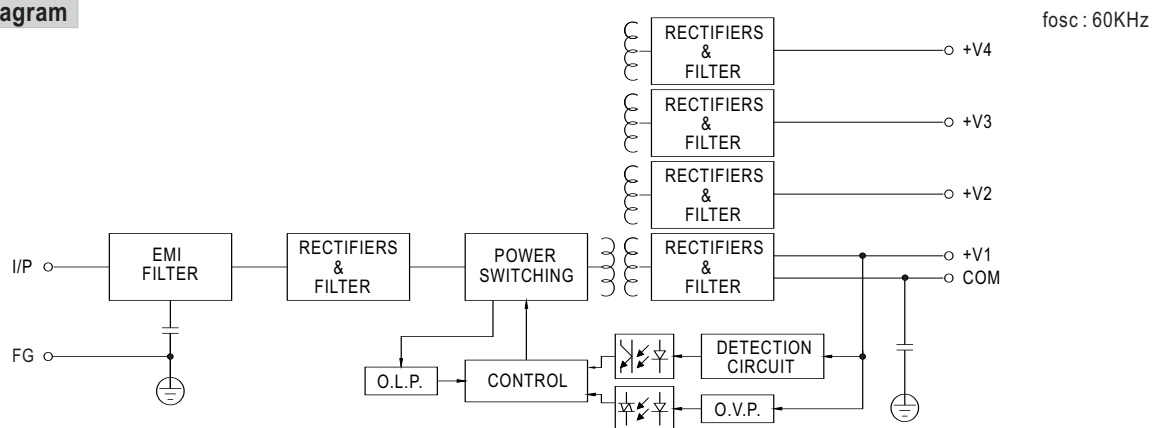 agram
fosc : 60KHz
RECTIFIERS
&
FILTER
+V4
RECTIFIERS
&
FILTER
+V3
RECTIFIERS
&
FILTER
+V2
I/P
EMI
FILTER
RECTIFIERS
&
FILTER
POWER
SWITCHING
RECTIFIERS
&
FILTER
+V1
COM
FG
O.L.P.
CONTROL
DETECTION
CIRCUIT
O.V.P.